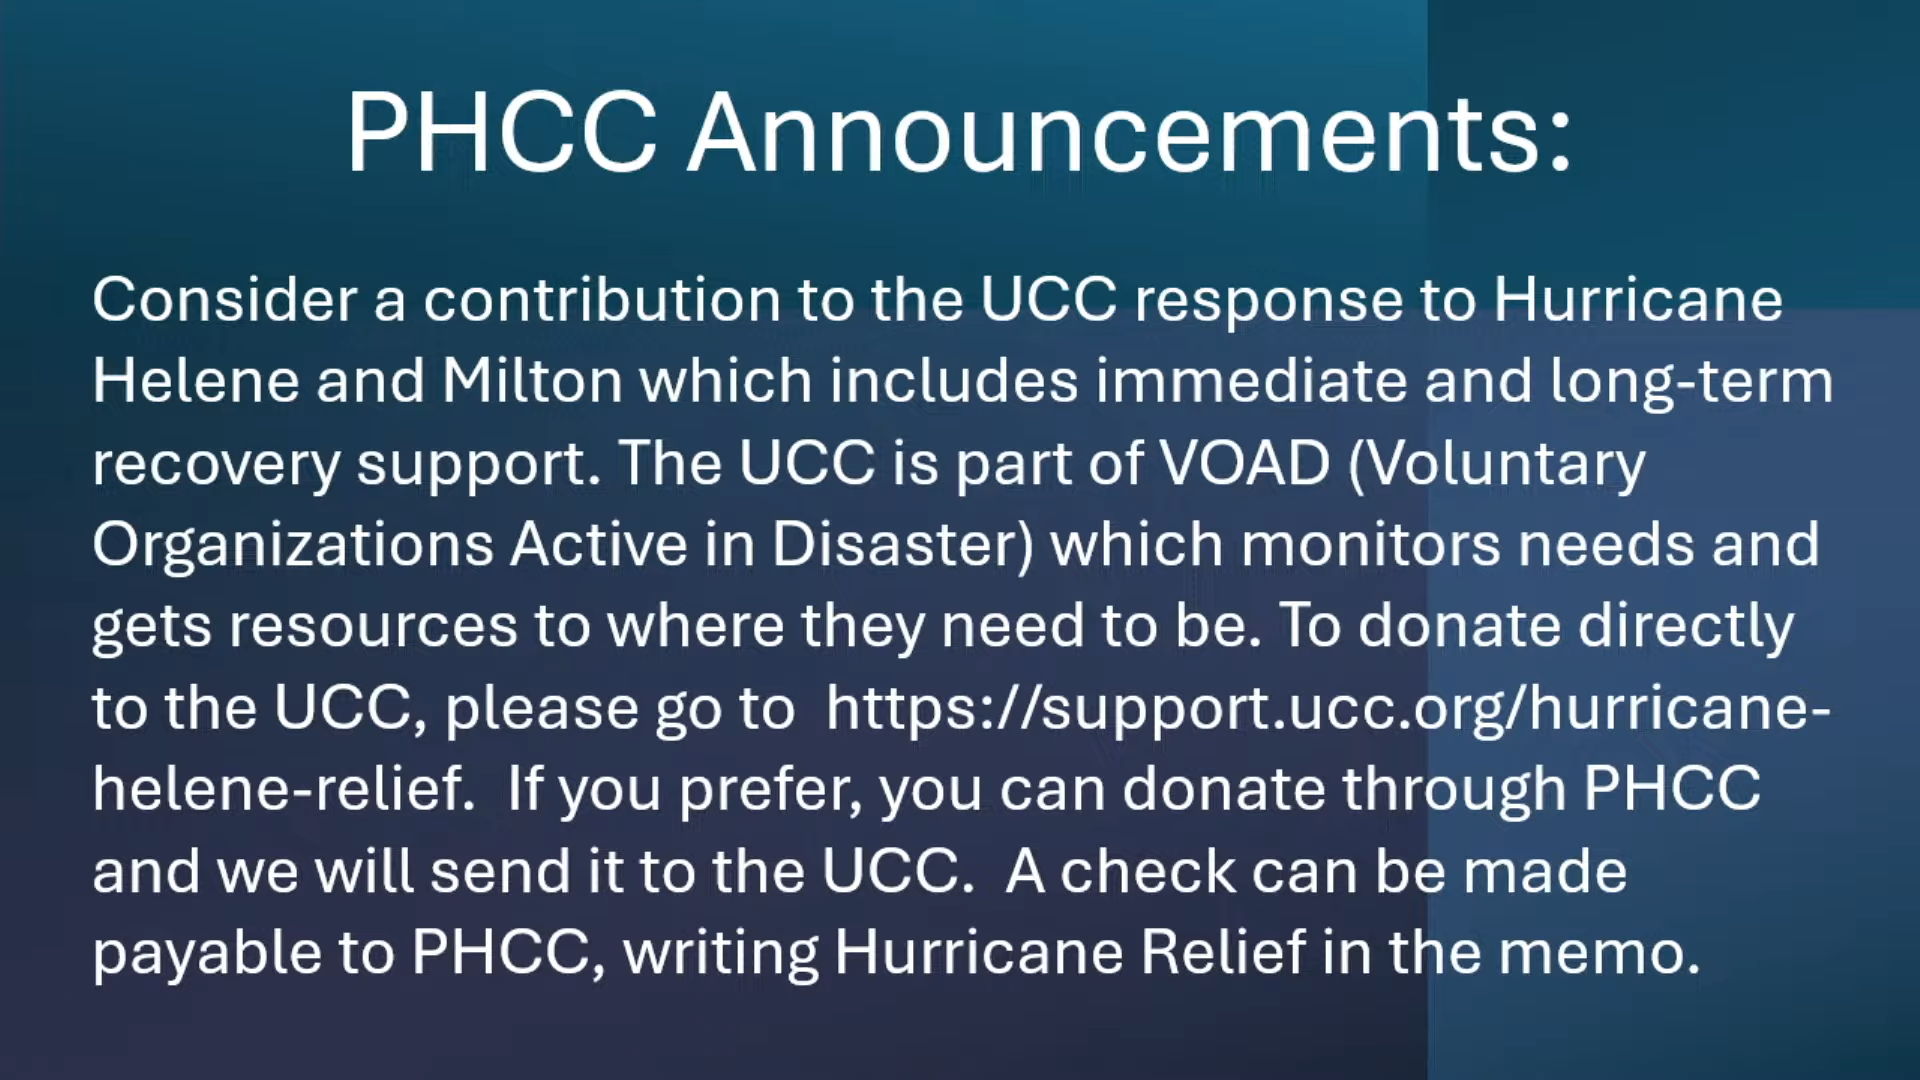 PHCC Announcements:
Consider a contribution to the UCC response to Hurricane
Helene and Milton which includes immediate and long-term
recovery support. The UCC is part of VOAD (Voluntary
Organizations Active in Disaster) which monitors needs and
gets resources to where they need to be. To donate directly
to the UCC, please go to  https://support.ucc.org/hurricane-
helene-relief.  If you prefer, you can donate through PHCC
and we will send it to the UCC.  A check can be made
payable to PHCC, writing Hurricane Relief in the memo.